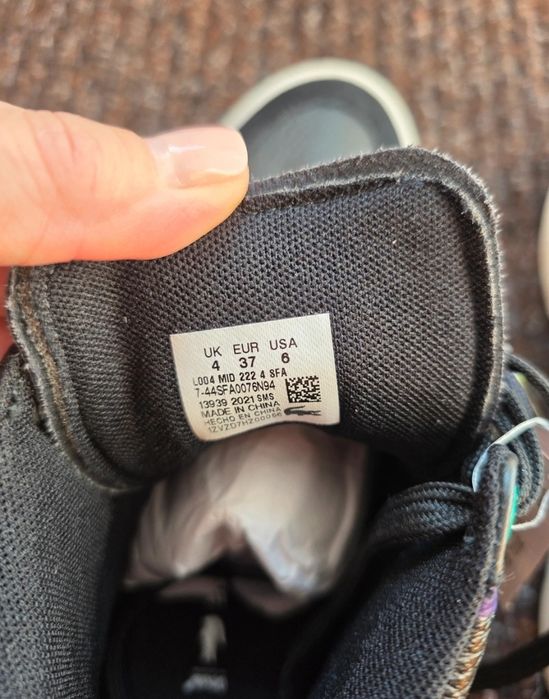 UK EUR USA
4 37 6
L004 MID 222 4 SFA
7-44SFA0076N94
13939 2021 SMS
MADE IN CHINA
HECHO EN CHINA